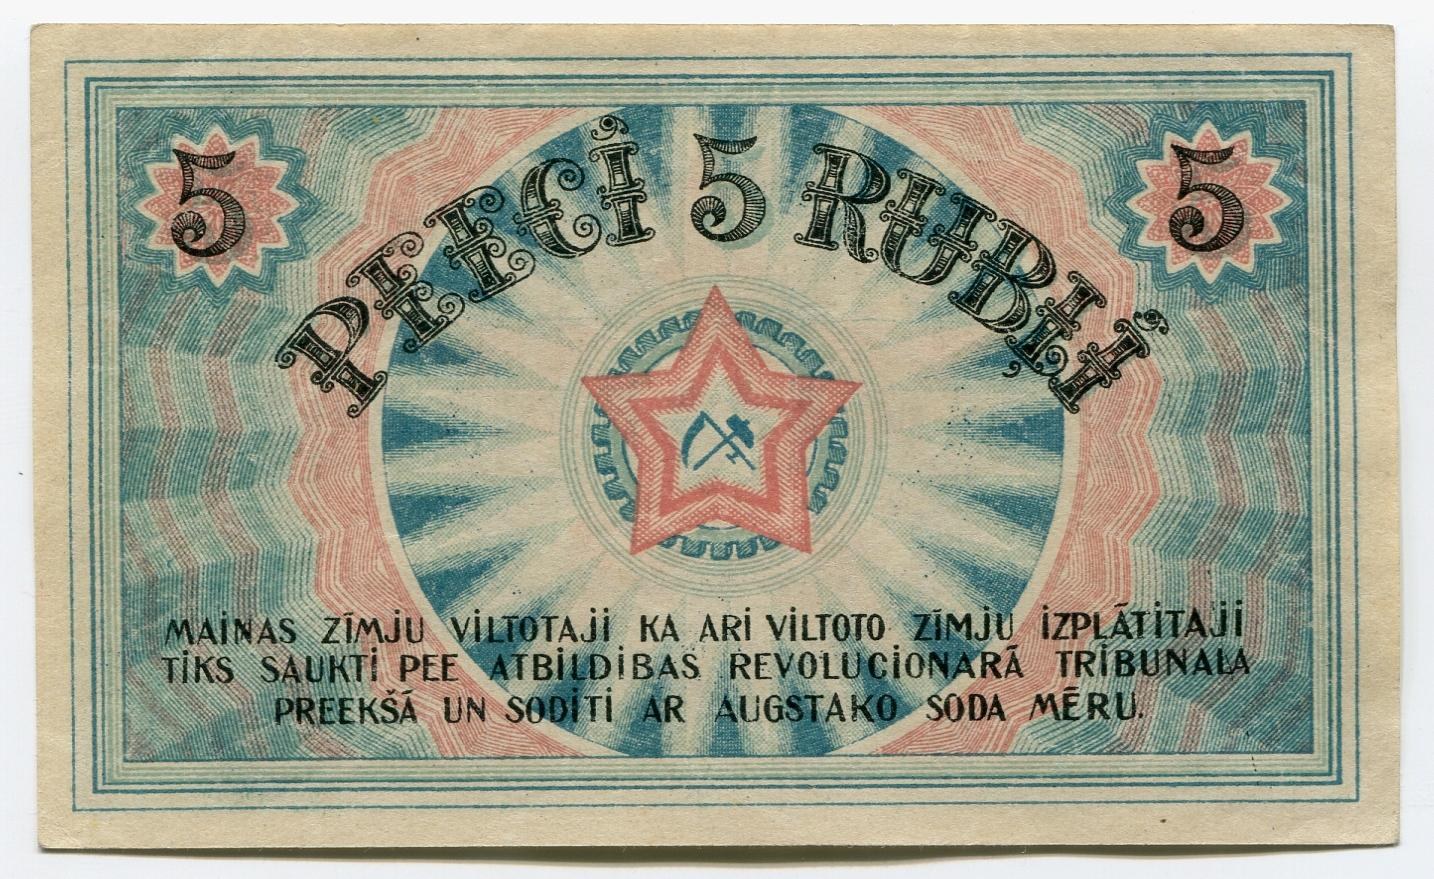 5 PEECI 5 RUBĻI 5
MAINAS ZĪMJU VILTOTAJI KA ARI VILTOTO ZĪMJU IZPLĀTITAJI
TIKS SAUKTI PEE ATBILDIBAS REVOLUCIONARĀ TRIBUNALA
PREEKŠĀ UN SODITI AR AUGSTAKO SODA MĒRU.